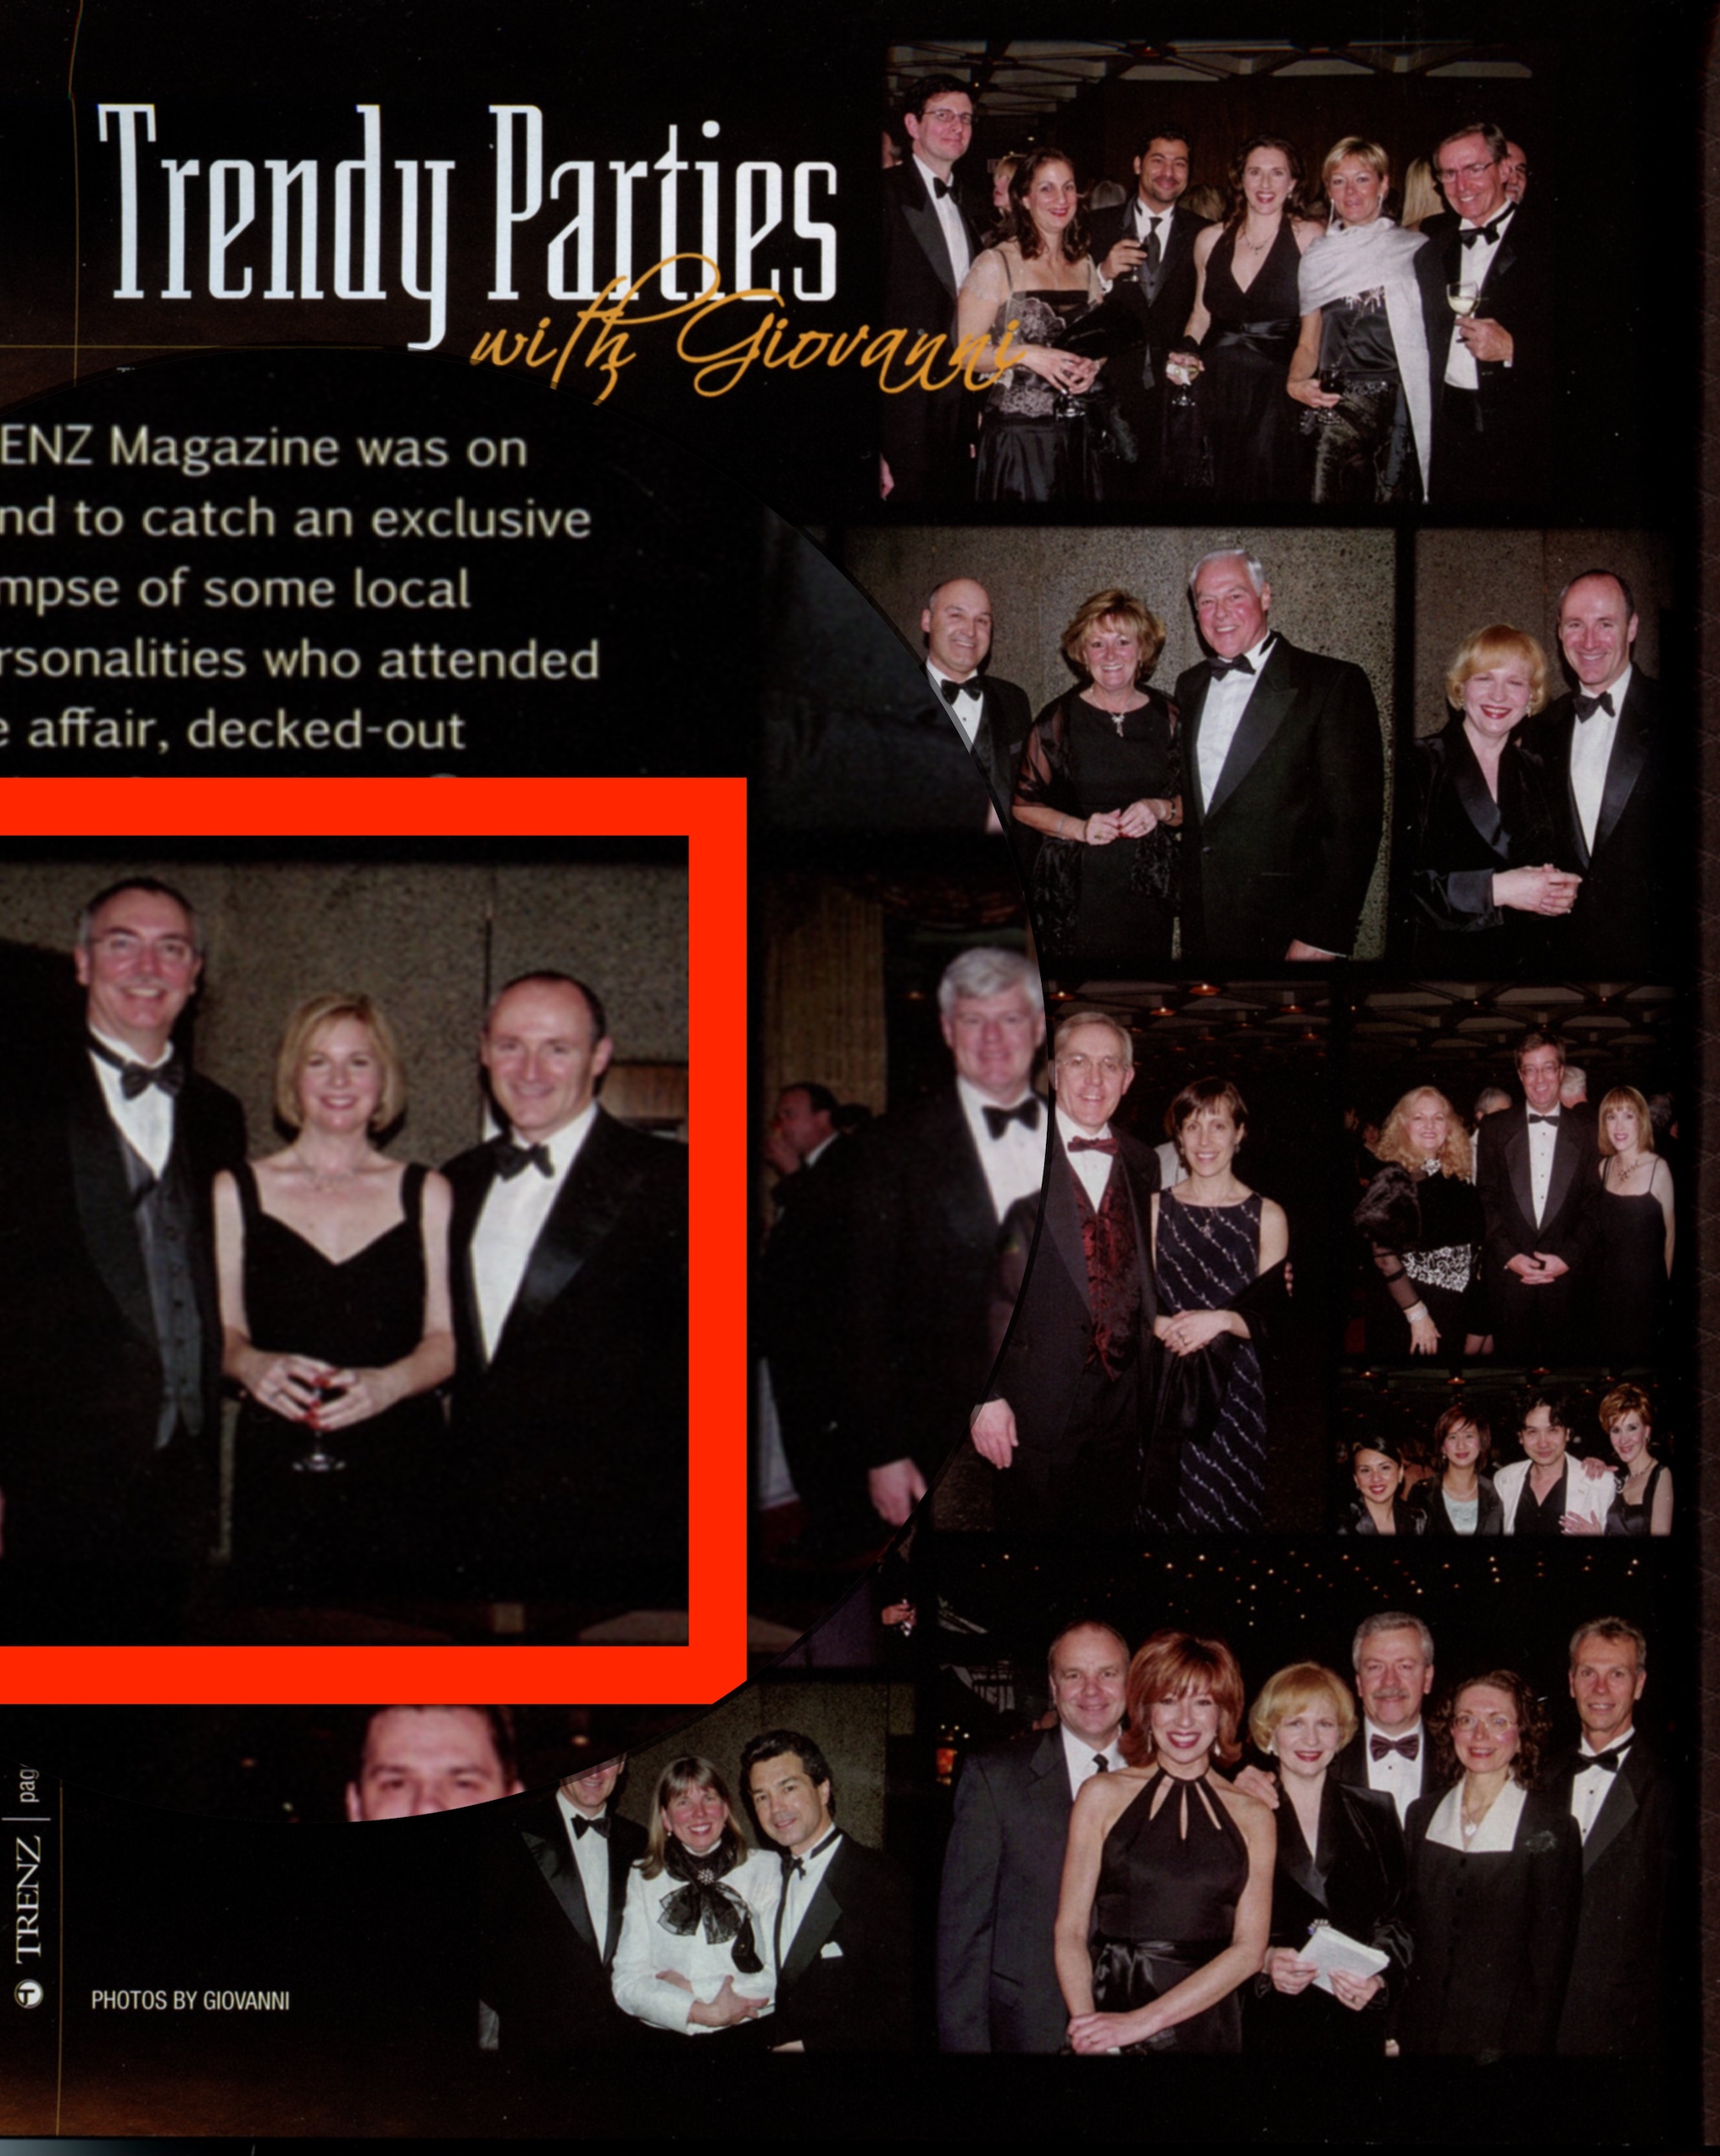 Trendy Parties
with Giovanni
ENZ Magazine was on
nd to catch an exclusive
mpse of some local
rsonalities who attended
e affair, decked-out
TRENZ | pag
PHOTOS BY GIOVANNI